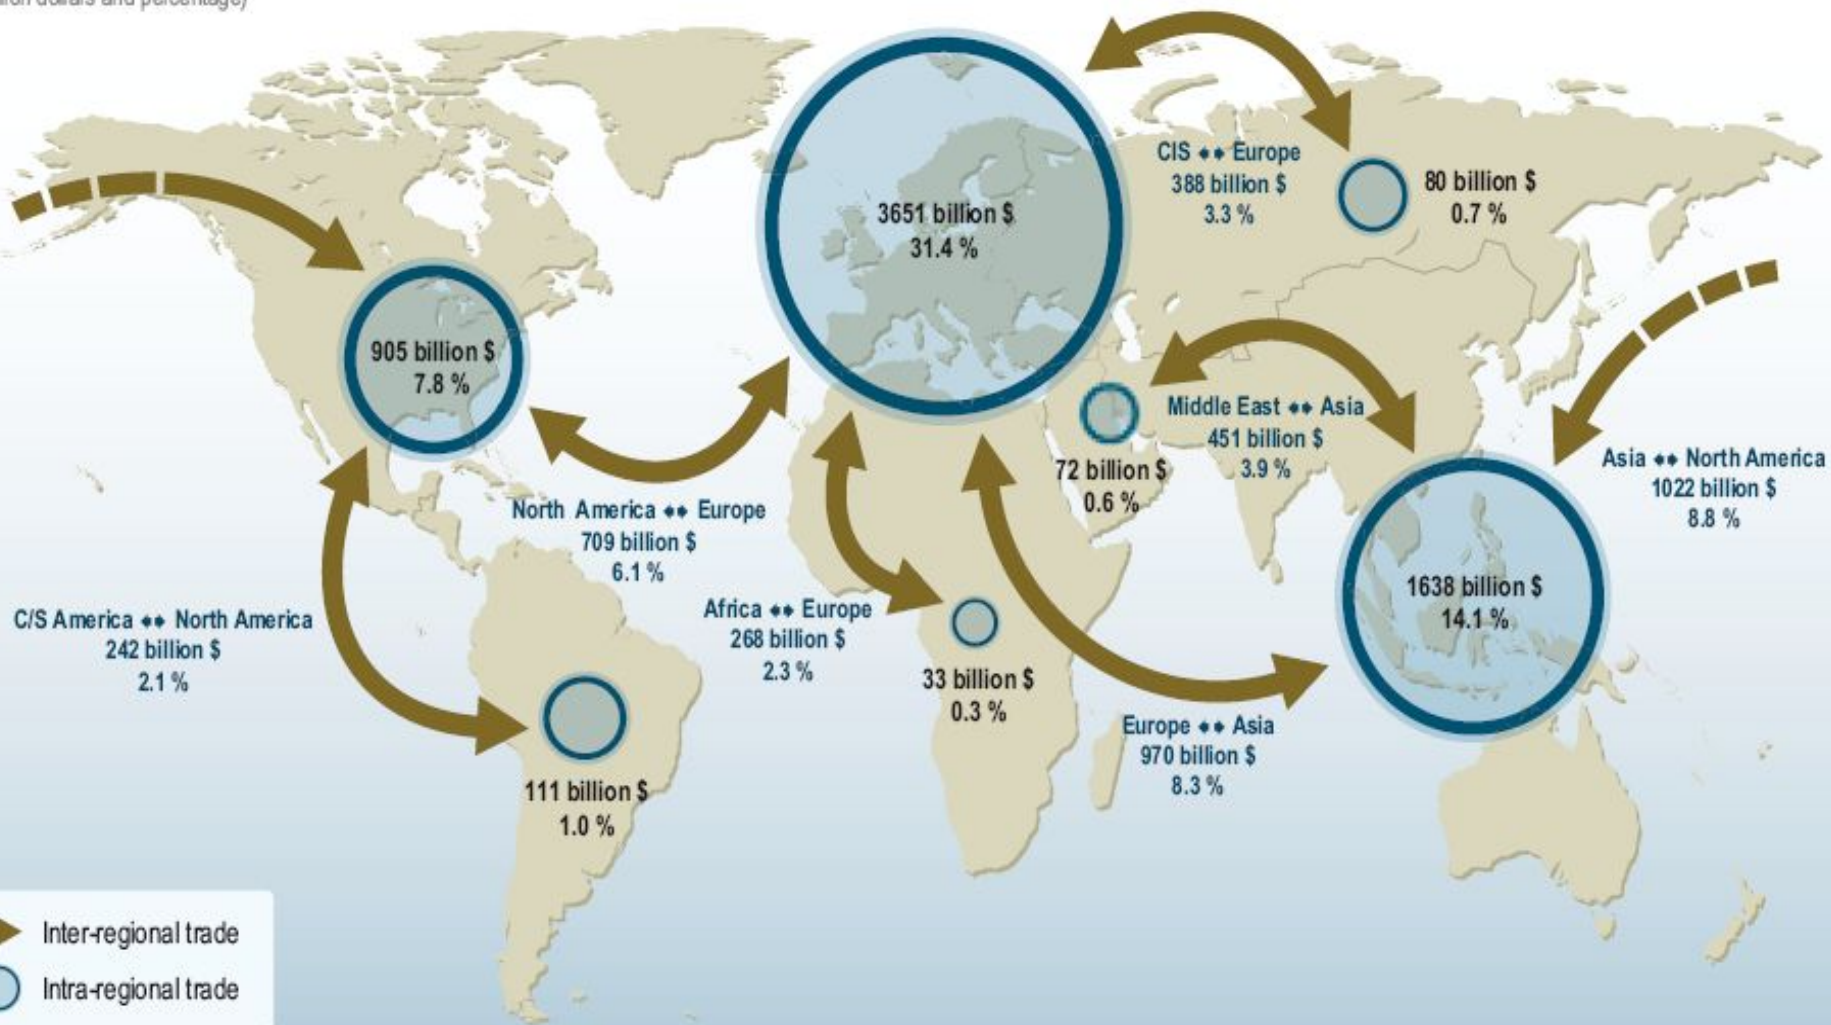 dollars and percentage)
CIS ↔ Europe
388 billion $
3.3 %
80 billion $
0.7 %
3651 billion $
31.4 %
905 billion $
7.8 %
Middle East ↔ Asia
451 billion $
3.9 %
72 billion $
0.6 %
Asia ↔ North America
1022 billion $
8.8 %
North America ↔ Europe
709 billion $
6.1 %
1638 billion $
14.1 %
C/S America ↔ North America
242 billion $
2.1 %
Africa ↔ Europe
268 billion $
2.3 %
33 billion $
0.3 %
Europe ↔ Asia
970 billion $
8.3 %
111 billion $
1.0 %
Inter-regional trade
Intra-regional trade